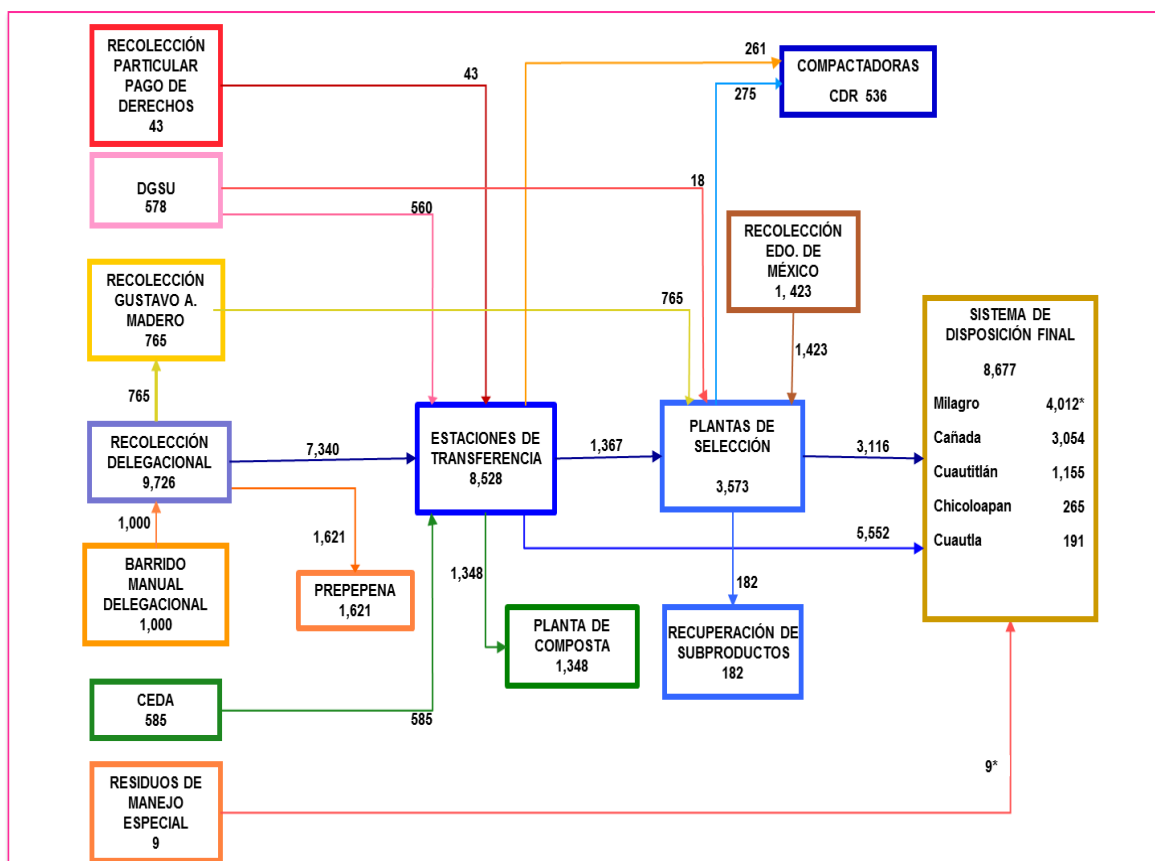 RECOLECCIÓN
PARTICULAR
PAGO DE
DERECHOS
43
43
261
275
COMPACTADORAS
CDR 536
DGSU
578
18
560
RECOLECCIÓN
EDO. DE
MÉXICO
1, 423
1,423
RECOLECCIÓN
GUSTAVO A.
MADERO
765
765
765
RECOLECCIÓN
DELEGACIONAL
9,726
7,340
ESTACIONES DE
TRANSFERENCIA
8,528
1,367
PLANTAS DE
SELECCIÓN
3,573
3,116
5,552
SISTEMA DE
DISPOSICIÓN FINAL
8,677
Milagro 4,012*
Cañada 3,054
Cuautitlán 1,155
Chicoloapan 265
Cuautla 191
1,000
BARRIDO
MANUAL
DELEGACIONAL
1,000
1,621
PREPEPENA
1,621
1,348
PLANTA DE
COMPOSTA
1,348
182
RECUPERACIÓN DE
SUBPRODUCTOS
182
CEDA
585
585
RESIDUOS DE
MANEJO
ESPECIAL
9
9*